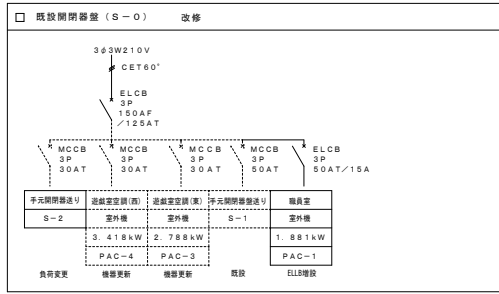 □ 既設開閉器盤(S-0) 改修
3φ3W210V
CET60°
ELCB
3P
150AF
/125AT
MCCB
3P
30AT
MCCB
3P
30AT
MCCB
3P
30AT
MCCB
3P
50AT
ELCB
3P
50AT/15A
手元開閉器送り 遊戯室空調(西) 遊戯室空調(東) 手元開閉器盤送り 職員室
S-2 室外機 室外機 S-1 室外機
3.418kW 2.788kW 1.881kW
PAC-4 PAC-3 PAC-1
負荷変更 機器更新 機器更新 既設 ELLB増設